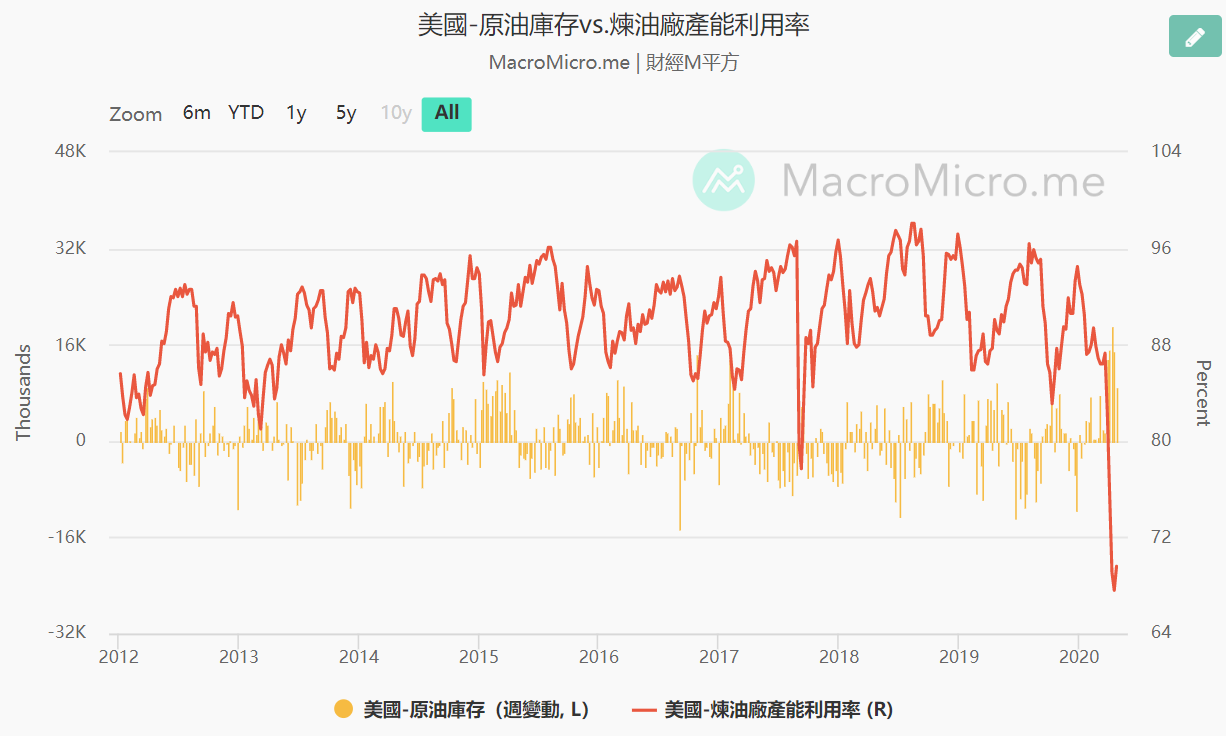 美國-原油庫存vs.煉油廠產能利用率
MacroMicro.me | 財經M平方
Zoom 6m YTD 1y 5y 10y All
MacroMicro.me
48K 104
32K 96
16K 88
0 80
-16K 72
-32K 64
Thousands
Percent
2012 2013 2014 2015 2016 2017 2018 2019 2020
美國-原油庫存（週變動, L） 美國-煉油廠產能利用率 (R)